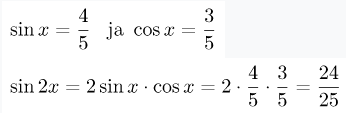 sin x = 4/5 ja cos x = 3/5
sin 2x = 2 sin x · cos x = 2 · 4/5 · 3/5 = 24/25